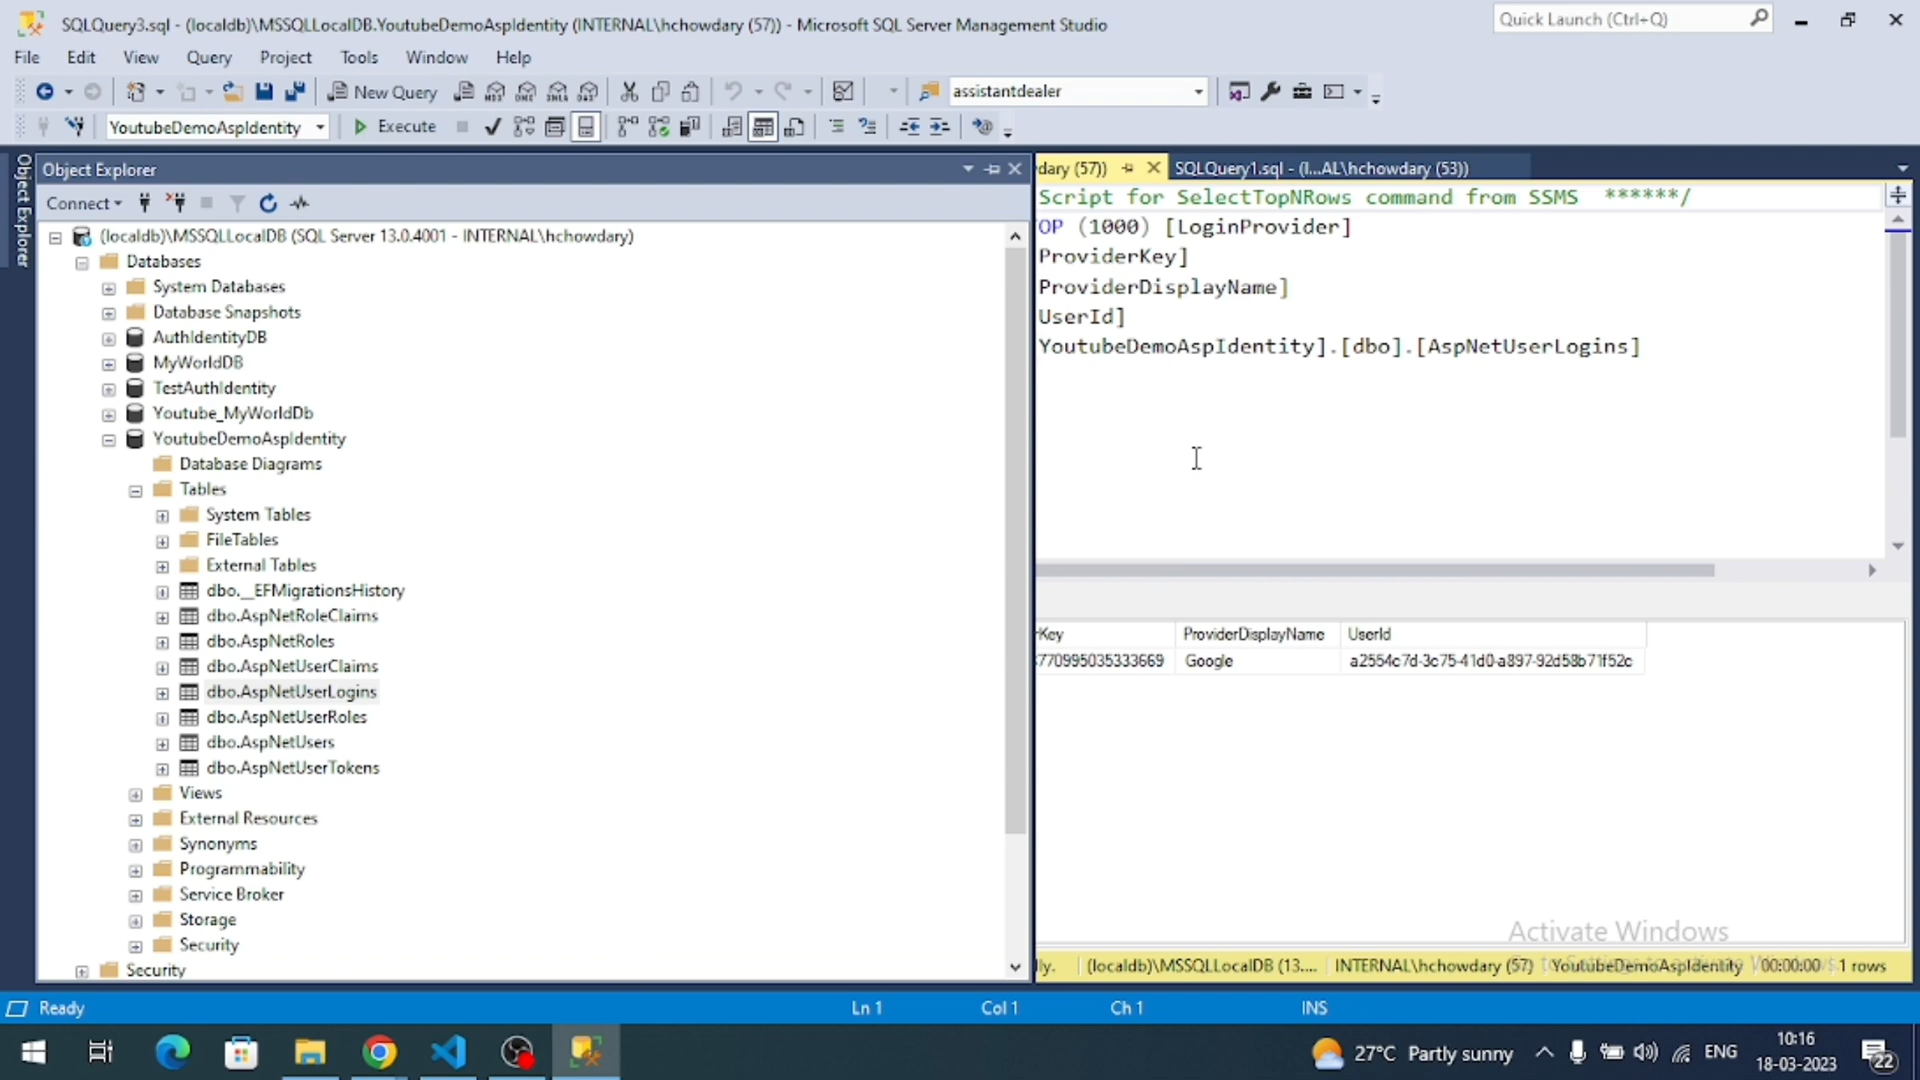 SQLQuery3.sql - (localdb)\MSSQLLocalDB.YoutubeDemoAspIdentity (INTERNAL\hchowdary (57)) - Microsoft SQL Server Management Studio
Quick Launch (Ctrl+Q)
File Edit View Query Project Tools Window Help
New Query
assistantdealer
YoutubeDemoAspIdentity
Execute
Object Explorer
Object Explorer
dary (57))
SQLQuery1.sql - (l...AL\hchowdary (53))
Connect
(localdb)\MSSQLLocalDB (SQL Server 13.0.4001 - INTERNAL\hchowdary)
Databases
System Databases
Database Snapshots
AuthIdentityDB
MyWorldDB
TestAuthIdentity
Youtube_MyWorldDb
YoutubeDemoAspIdentity
Database Diagrams
Tables
System Tables
FileTables
External Tables
dbo.__EFMigrationsHistory
dbo.AspNetRoleClaims
dbo.AspNetRoles
dbo.AspNetUserClaims
dbo.AspNetUserLogins
dbo.AspNetUserRoles
dbo.AspNetUsers
dbo.AspNetUserTokens
Views
External Resources
Synonyms
Programmability
Service Broker
Storage
Security
Security
Script for SelectTopNRows command from SSMS ******/
OP (1000) [LoginProvider]
ProviderKey]
ProviderDisplayName]
UserId]
YoutubeDemoAspIdentity].[dbo].[AspNetUserLogins]
rKey ProviderDisplayName UserId
770995035333669 Google a2554c7d-3c75-41d0-a897-92d58b71f52c
Activate Windows
ly. (localdb)\MSSQLLocalDB (13.... INTERNAL\hchowdary (57) YoutubeDemoAspIdentity 00:00:00 1 rows
Ready Ln 1 Col 1 Ch 1 INS
27°C Partly sunny
ENG
10:16
18-03-2023
22